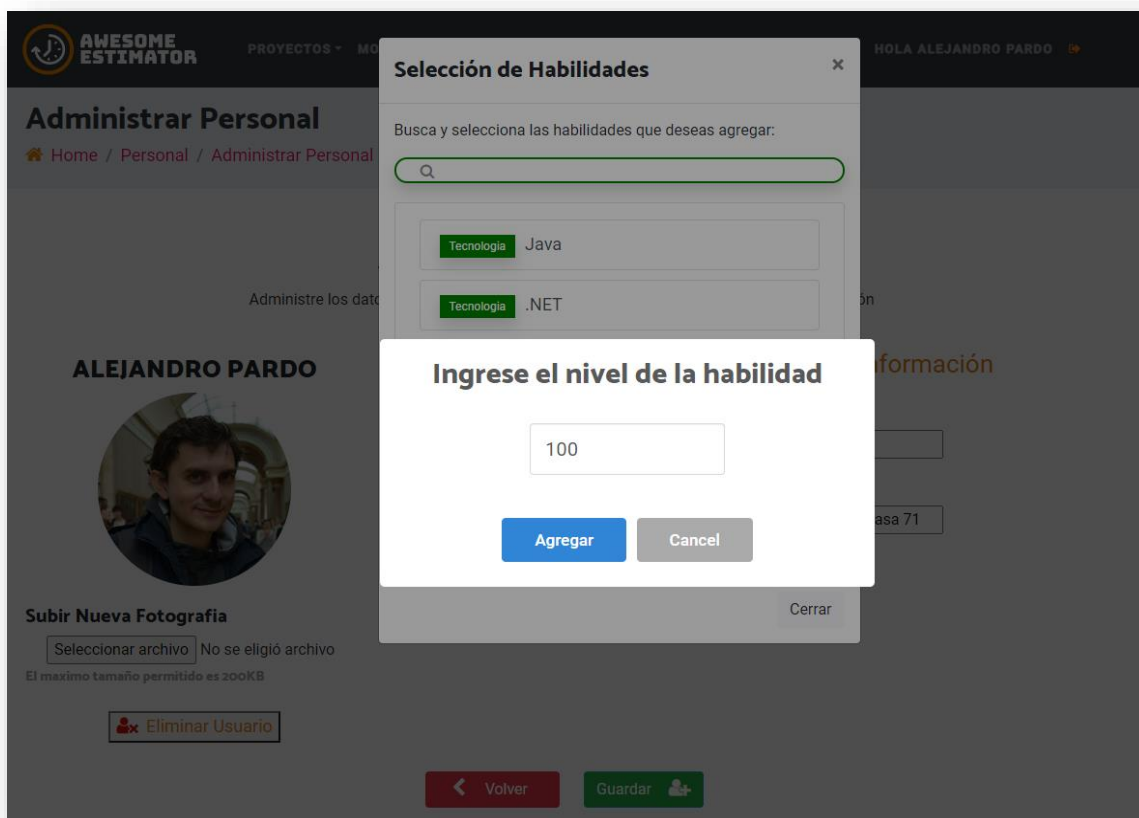 AWESOME
ESTIMATOR
PROYECTOS MO
HOLA ALEJANDRO PARDO
Selección de Habilidades
×
Administrar Personal
Home / Personal / Administrar Personal
Busca y selecciona las habilidades que deseas agregar:
Tecnologia Java
Tecnologia .NET
Administre los dato
ón
ALEJANDRO PARDO
Ingrese el nivel de la habilidad
nformación
100
asa 71
Agregar
Cancel
Cerrar
Subir Nueva Fotografia
Seleccionar archivo No se eligió archivo
El maximo tamaño permitido es 200KB
Eliminar Usuario
Volver
Guardar